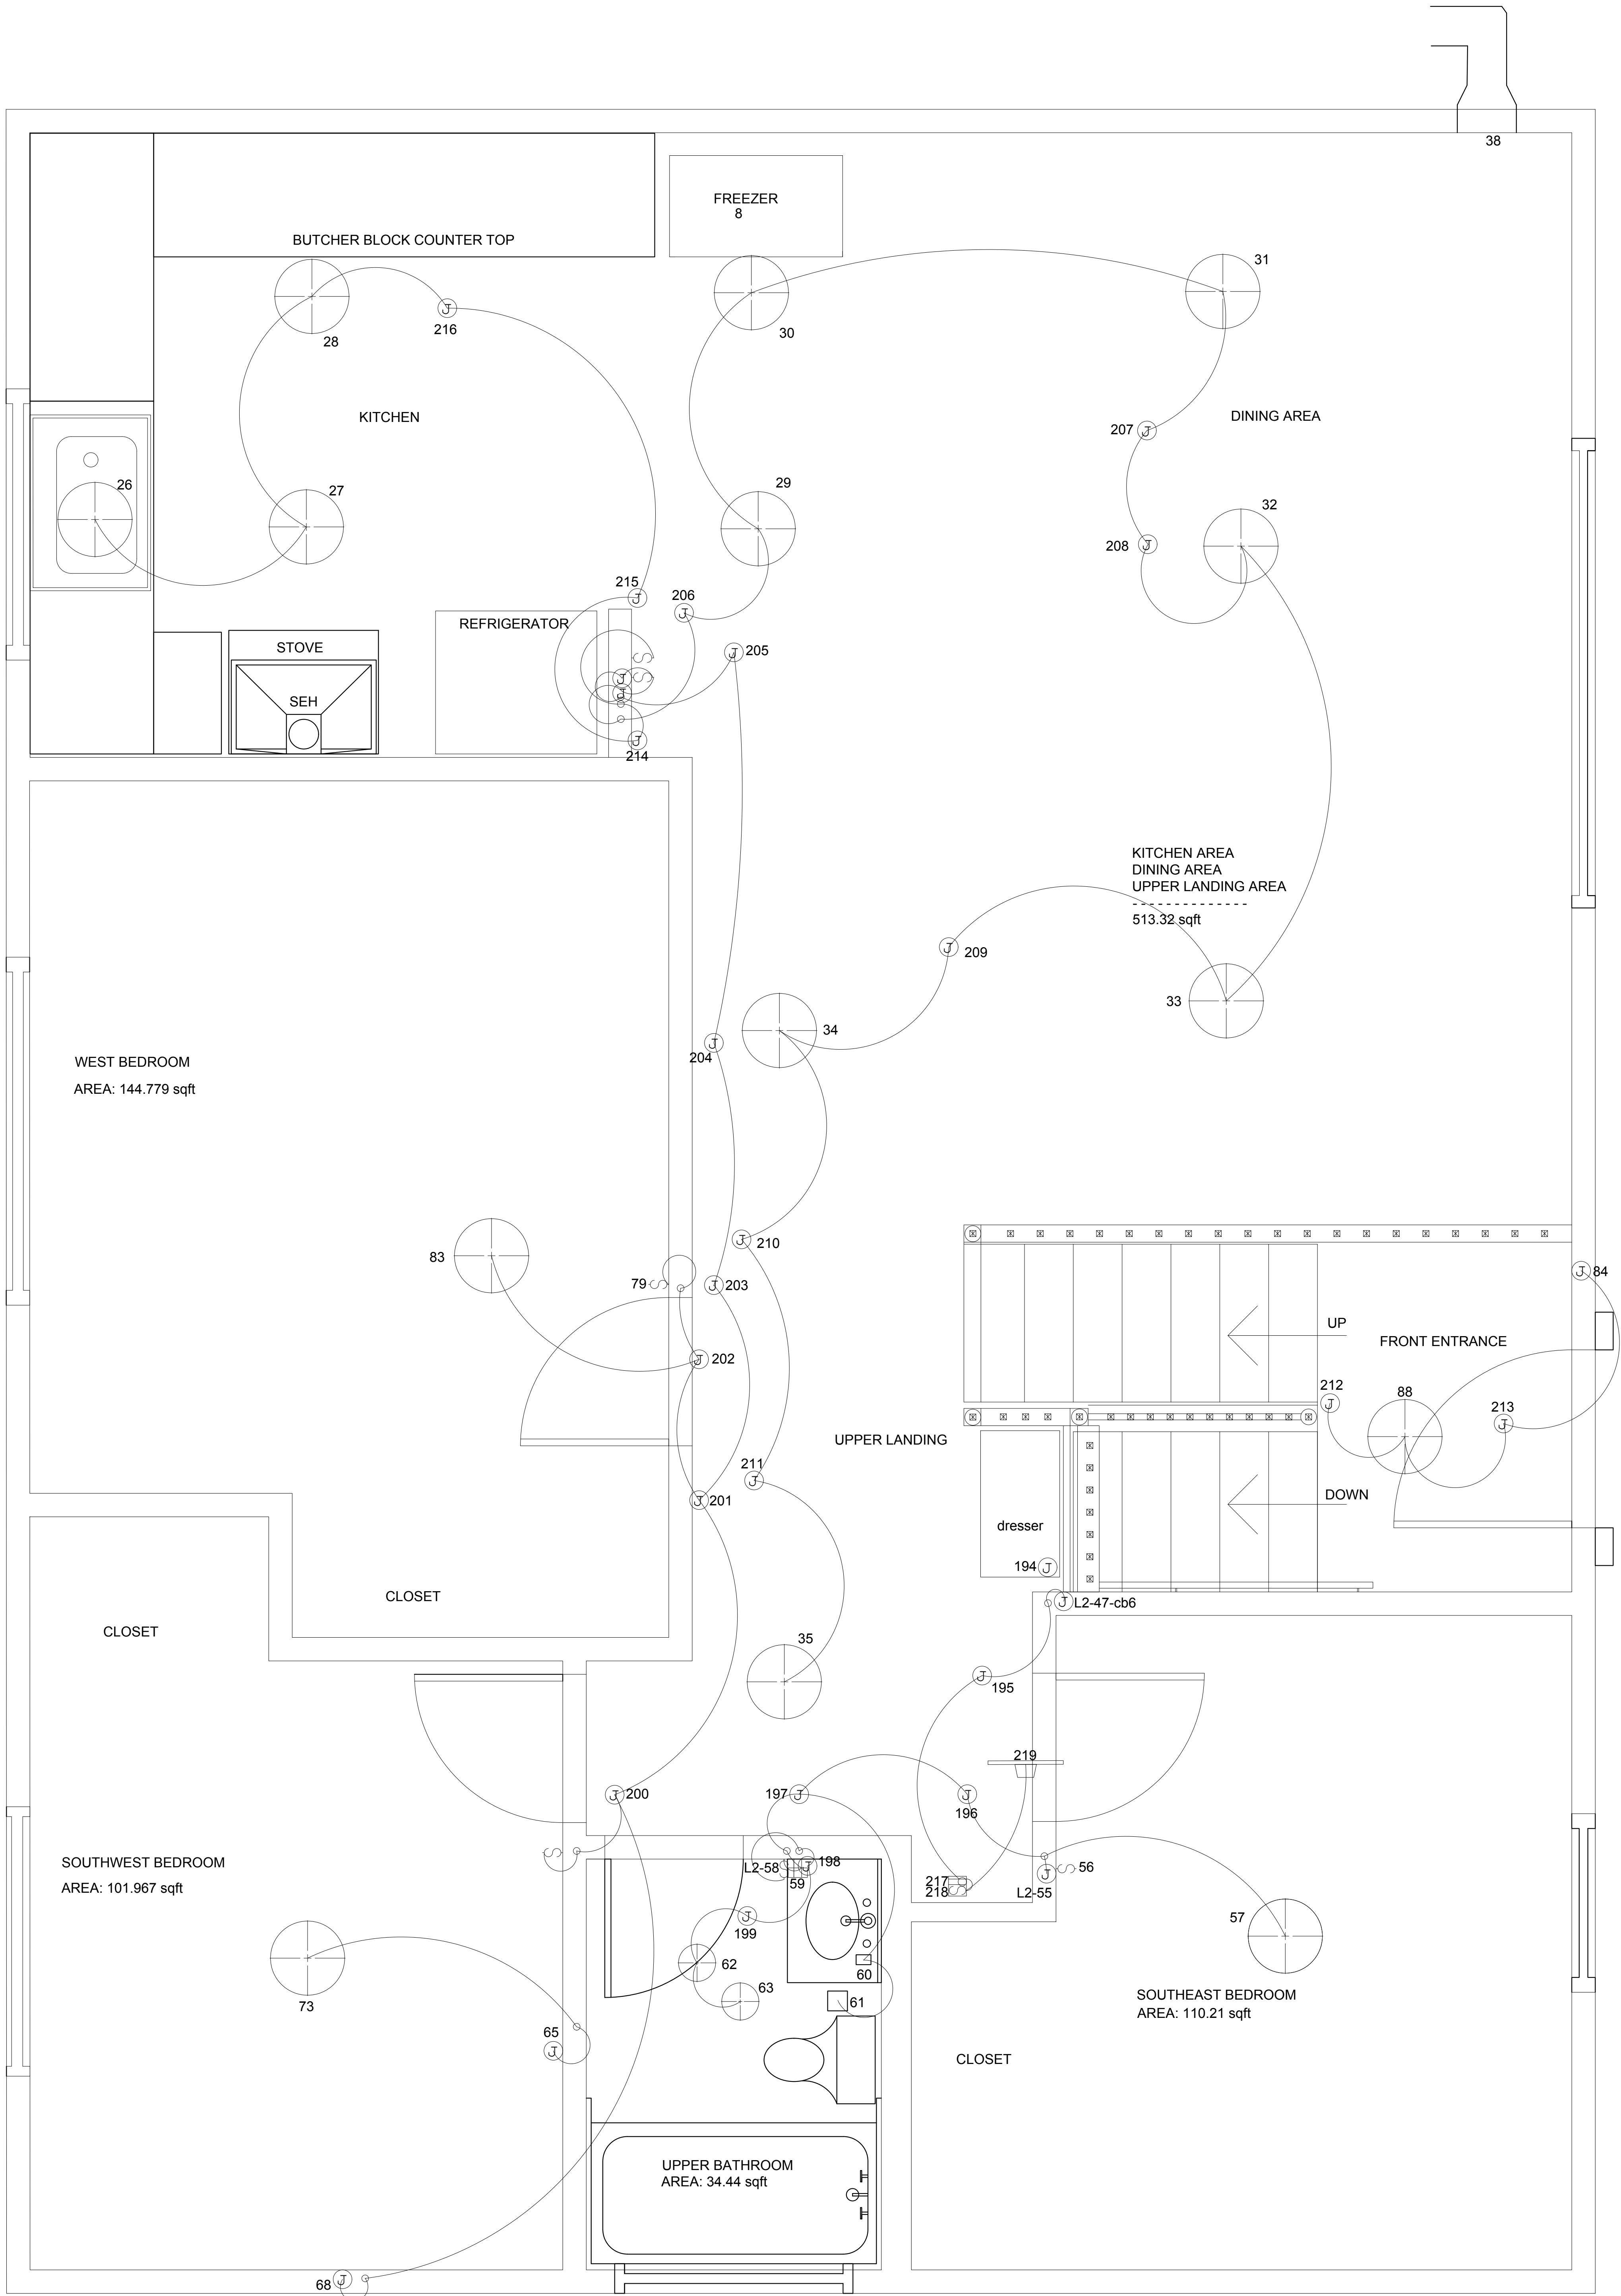 38
FREEZER
8
BUTCHER BLOCK COUNTER TOP
31
J
216
28
30
KITCHEN
DINING AREA
207 J
26
27
29
32
208 J
215
J
206
J
REFRIGERATOR
STOVE
SEH
J 205
S
S
J
J
J
214
KITCHEN AREA
DINING AREA
UPPER LANDING AREA
- - - - - - - - - - - - - -
513.32 sqft
J 209
33
34
J
204
WEST BEDROOM
AREA: 144.779 sqft
J 210
83
79 S
J 203
J 84
UP
FRONT ENTRANCE
J 202
212
J
88
213
J
UPPER LANDING
211
J
DOWN
J 201
dresser
194 J
CLOSET
J L2-47-cb6
CLOSET
35
J
195
219
J 200
197 J
J
196
S
SOUTHWEST BEDROOM
AREA: 101.967 sqft
L2-58
J 198
59
S 56
J
L2-55
217
218 S
J
199
57
62
60
63
61
73
SOUTHEAST BEDROOM
AREA: 110.21 sqft
65
J
CLOSET
UPPER BATHROOM
AREA: 34.44 sqft
68 J